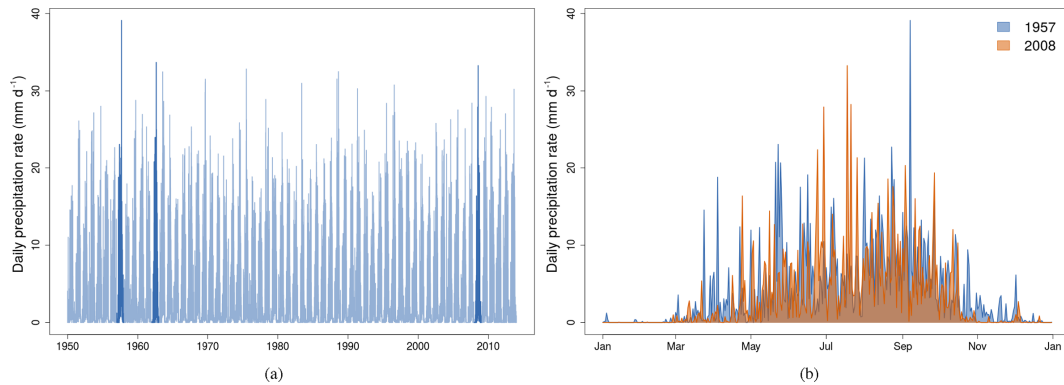 Daily precipitation rate (mm d⁻¹)
40
30
20
10
0
1950 1960 1970 1980 1990 2000 2010
(a)
Daily precipitation rate (mm d⁻¹)
40
30
20
10
0
1957
2008
Jan Mar May Jul Sep Nov Jan
(b)